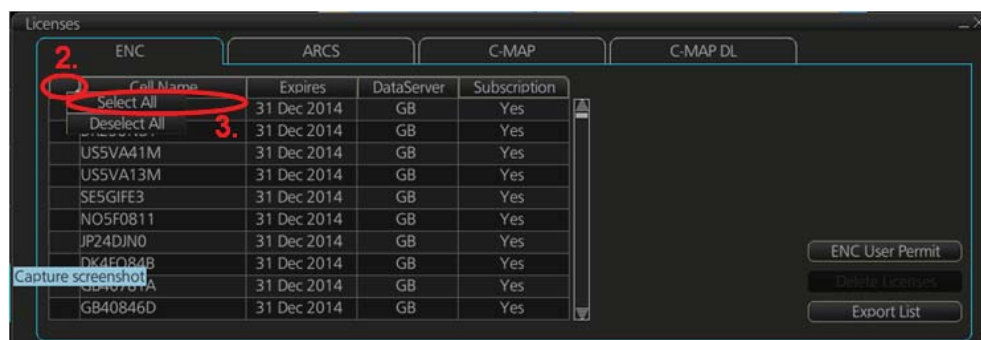 Licenses
ENC ARCS C-MAP C-MAP DL
2.
Cell Name Expires DataServer Subscription
Select All 31 Dec 2014 GB Yes
Deselect All 3. 31 Dec 2014 GB Yes
US5VA41M 31 Dec 2014 GB Yes
US5VA13M 31 Dec 2014 GB Yes
SE5GIFE3 31 Dec 2014 GB Yes
NO5F0811 31 Dec 2014 GB Yes
JP24DJN0 31 Dec 2014 GB Yes
DK4FO84B 31 Dec 2014 GB Yes
ENC User Permit
Capture screenshot 31 Dec 2014 GB Yes
Delete Licenses
GB40846D 31 Dec 2014 GB Yes
Export List